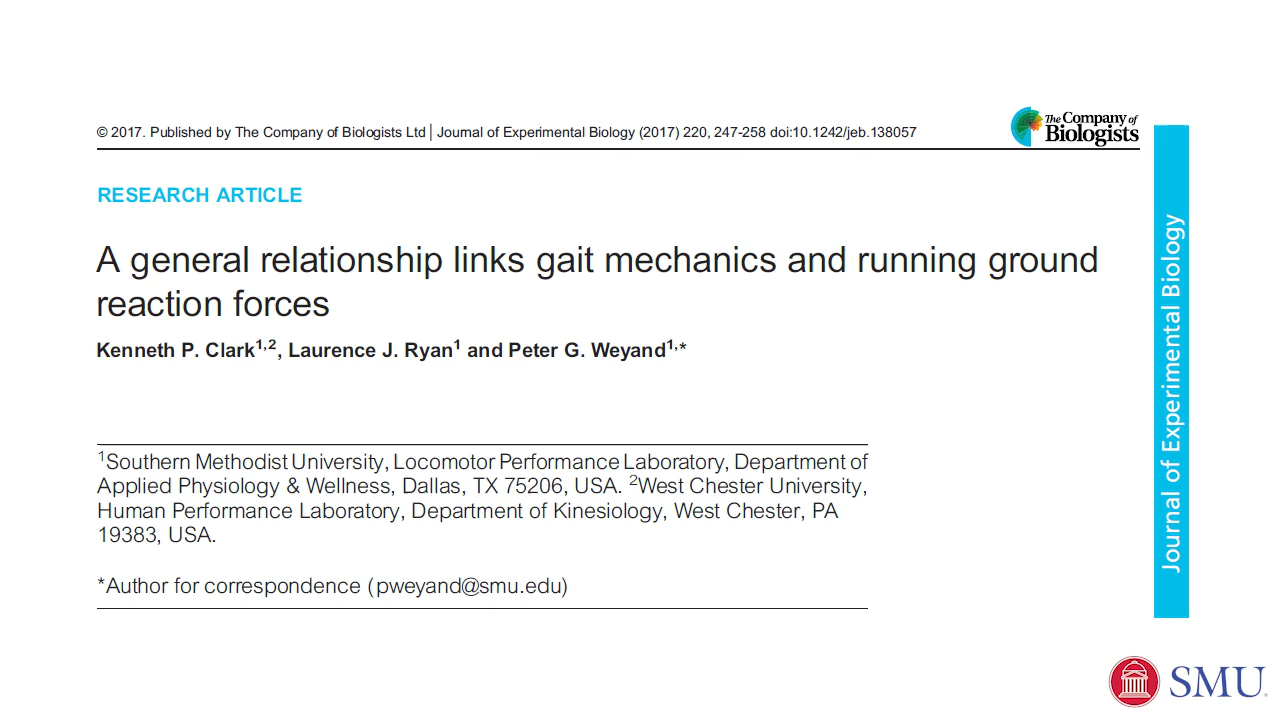 © 2017. Published by The Company of Biologists Ltd | Journal of Experimental Biology (2017) 220, 247-258 doi:10.1242/jeb.138057
The Company of
Biologists
RESEARCH ARTICLE
A general relationship links gait mechanics and running ground
reaction forces
Kenneth P. Clark1,2, Laurence J. Ryan1 and Peter G. Weyand1,*
1Southern Methodist University, Locomotor Performance Laboratory, Department of
Applied Physiology & Wellness, Dallas, TX 75206, USA. 2West Chester University,
Human Performance Laboratory, Department of Kinesiology, West Chester, PA
19383, USA.
*Author for correspondence (pweyand@smu.edu)
Journal of Experimental Biology
SMU